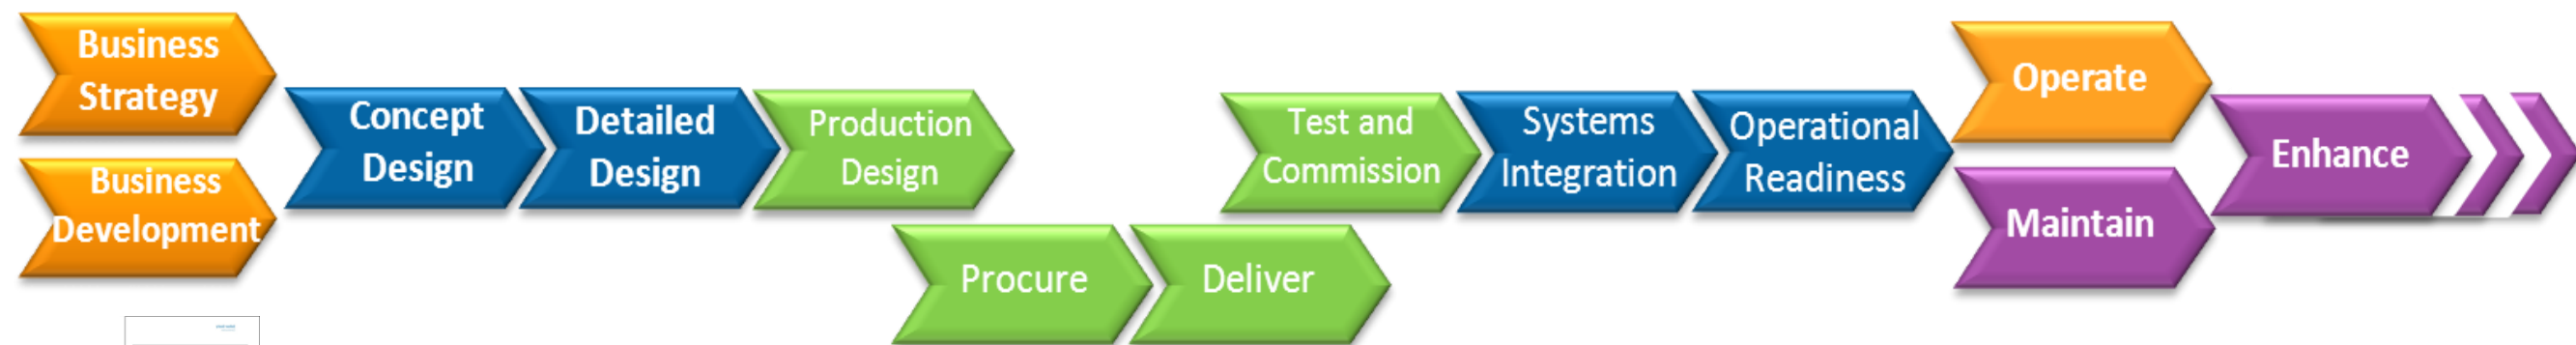 Business
Strategy
Business
Development
Concept
Design
Detailed
Design
Production
Design
Procure
Deliver
Test and
Commission
Systems
Integration
Operational
Readiness
Operate
Maintain
Enhance